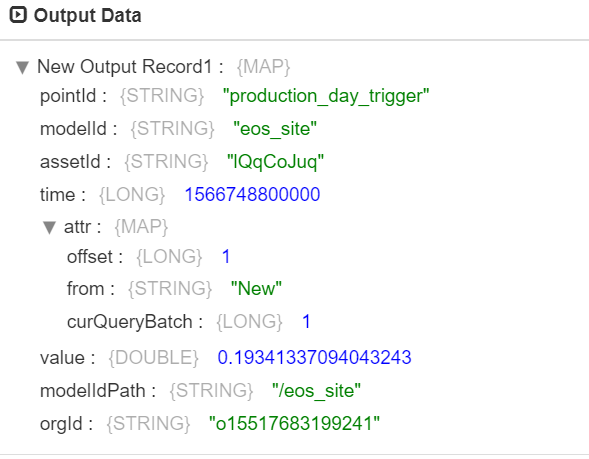 Output Data
New Output Record1 : {MAP}
pointId : {STRING} "production_day_trigger"
modelId : {STRING} "eos_site"
assetId : {STRING} "lQqCoJuq"
time : {LONG} 1566748800000
attr : {MAP}
offset : {LONG} 1
from : {STRING} "New"
curQueryBatch : {LONG} 1
value : {DOUBLE} 0.19341337094043243
modelIdPath : {STRING} "/eos_site"
orgId : {STRING} "o15517683199241"